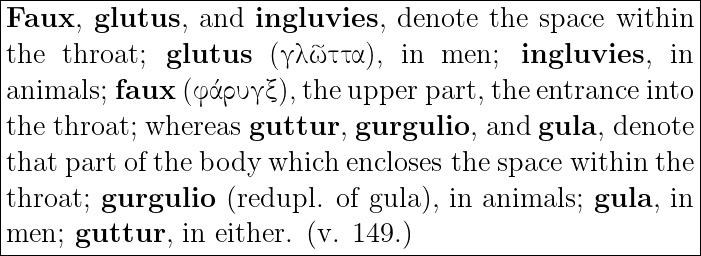 Faux, glutus, and ingluvies, denote the space within
the throat; glutus (γλῶττα), in men; ingluvies, in
animals; faux (φάρυγξ), the upper part, the entrance into
the throat; whereas guttur, gurgulio, and gula, denote
that part of the body which encloses the space within the
throat; gurgulio (redupl. of gula), in animals; gula, in
men; guttur, in either. (v. 149.)